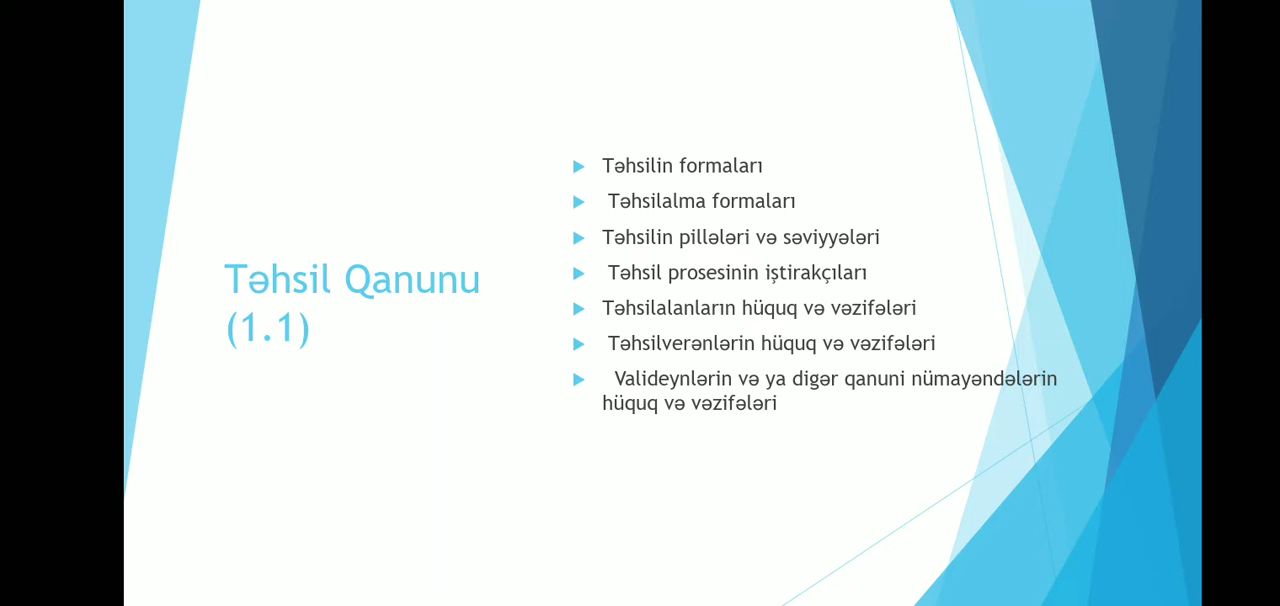 Təhsil Qanunu
(1.1)
Təhsilin formaları
Təhsilalma formaları
Təhsilin pillələri və səviyyələri
Təhsil prosesinin iştirakçıları
Təhsilalanların hüquq və vəzifələri
Təhsilverənlərin hüquq və vəzifələri
Valideynlərin və ya digər qanuni nümayəndələrin
hüquq və vəzifələri